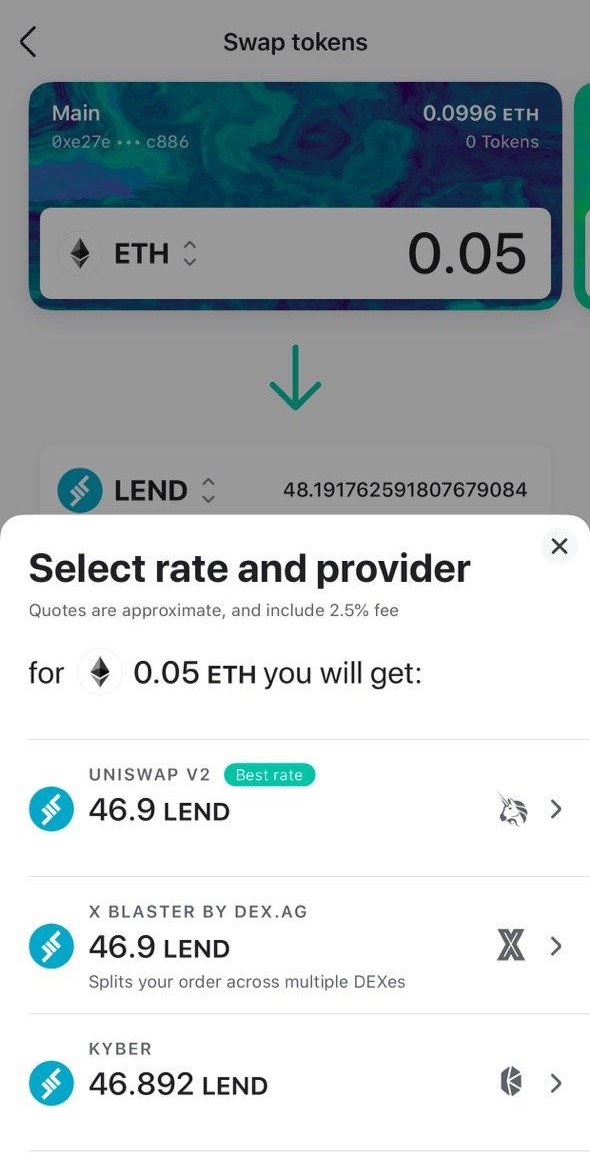 Swap tokens
Main 0.0996 ETH
0xe27e ••• c886 0 Tokens
ETH 0.05
LEND 48.191762591807679084
Select rate and provider
Quotes are approximate, and include 2.5% fee
for 0.05 ETH you will get:
UNISWAP V2 Best rate
46.9 LEND
X BLASTER BY DEX.AG
46.9 LEND
Splits your order across multiple DEXes
KYBER
46.892 LEND